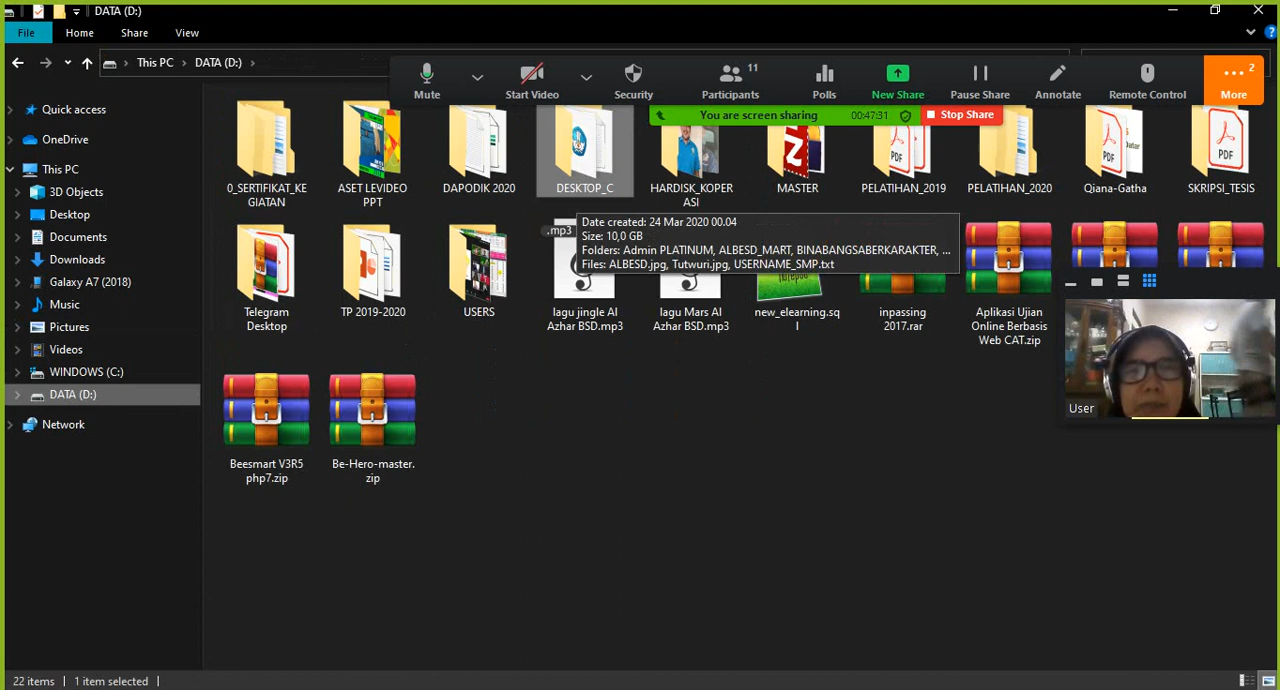 DATA (D:)
File
Home
Share
View
This PC
DATA (D:)
Mute
Start Video
Security
Participants
11
Polls
New Share
Pause Share
Annotate
Remote Control
More
2
You are screen sharing
00:47:31
Stop Share
Quick access
OneDrive
This PC
3D Objects
Desktop
Documents
Downloads
Galaxy A7 (2018)
Music
Pictures
Videos
WINDOWS (C:)
DATA (D:)
Network
0_SERTIFIKAT_KE
GIATAN
ASET LEVIDEO
PPT
DAPODIK 2020
DESKTOP_C
HARDISK_KOPER
ASI
MASTER
PELATIHAN_2019
PELATIHAN_2020
Qiana-Gatha
SKRIPSI_TESIS
PDF
PDF
PDF
Date created: 24 Mar 2020 00.04
Size: 10,0 GB
Folders: Admin PLATINUM, ALBESD_MART, BINABANGSABERKARAKTER, ...
Files: ALBESD.jpg, Tutwuri.jpg, USERNAME_SMP.txt
.mp3
Telegram
Desktop
TP 2019-2020
USERS
lagu jingle Al
Azhar BSD.mp3
lagu Mars Al
Azhar BSD.mp3
new_elearning.sq
l
inpassing
2017.rar
Aplikasi Ujian
Online Berbasis
Web CAT.zip
User
Beesmart V3R5
php7.zip
Be-Hero-master.
zip
22 items
1 item selected